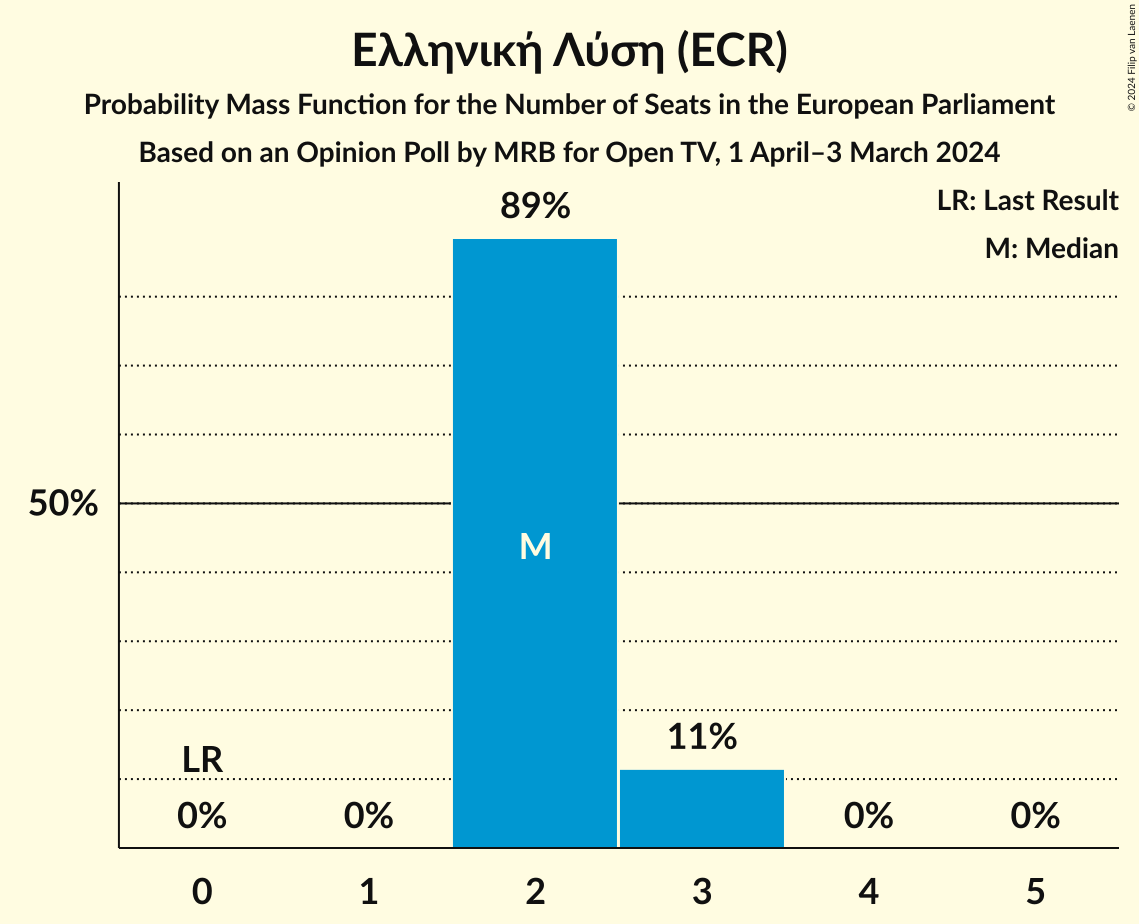 Ελληνική Λύση (ECR)
Probability Mass Function for the Number of Seats in the European Parliament
Based on an Opinion Poll by MRB for Open TV, 1 April–3 March 2024
© 2024 Filip van Laenen
LR: Last Result
M: Median
89%
50%
M
11%
LR
0%
0%
0%
0%
0
1
2
3
4
5